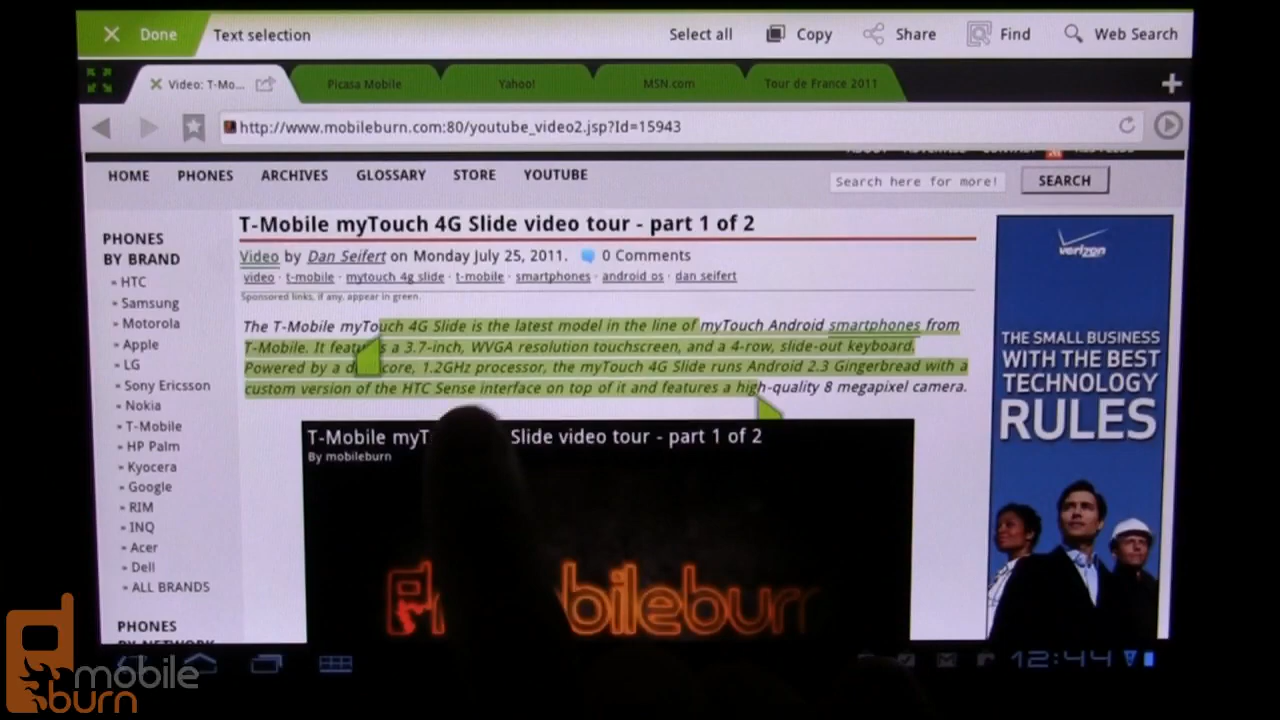 Done Text selection Select all Copy Share Find Web Search
Video: T-Mo... Picasa Mobile Yahoo! MSN.com Tour de France 2011
http://www.mobileburn.com:80/youtube_video2.jsp?Id=15943
HOME PHONES ARCHIVES GLOSSARY STORE YOUTUBE Search here for more! SEARCH
PHONES
BY BRAND
HTC
Samsung
Motorola
Apple
LG
Sony Ericsson
Nokia
T-Mobile
HP Palm
Kyocera
Google
RIM
INQ
Acer
Dell
ALL BRANDS
PHONES
BY NETWORK
T-Mobile myTouch 4G Slide video tour - part 1 of 2
Video by Dan Seifert on Monday July 25, 2011. 0 Comments
video · t-mobile · mytouch 4g slide · t-mobile · smartphones · android os · dan seifert
Sponsored links, if any, appear in green.
The T-Mobile myTouch 4G Slide is the latest model in the line of myTouch Android smartphones from
T-Mobile. It features a 3.7-inch, WVGA resolution touchscreen, and a 4-row, slide-out keyboard.
Powered by a core, 1.2GHz processor, the myTouch 4G Slide runs Android 2.3 Gingerbread with a
custom version of the HTC Sense interface on top of it and features a high-quality 8 megapixel camera.
T-Mobile myT Slide video tour - part 1 of 2
By mobileburn
bileburn
verizon
THE SMALL BUSINESS
WITH THE BEST
TECHNOLOGY
RULES
12:44
mobile
burn